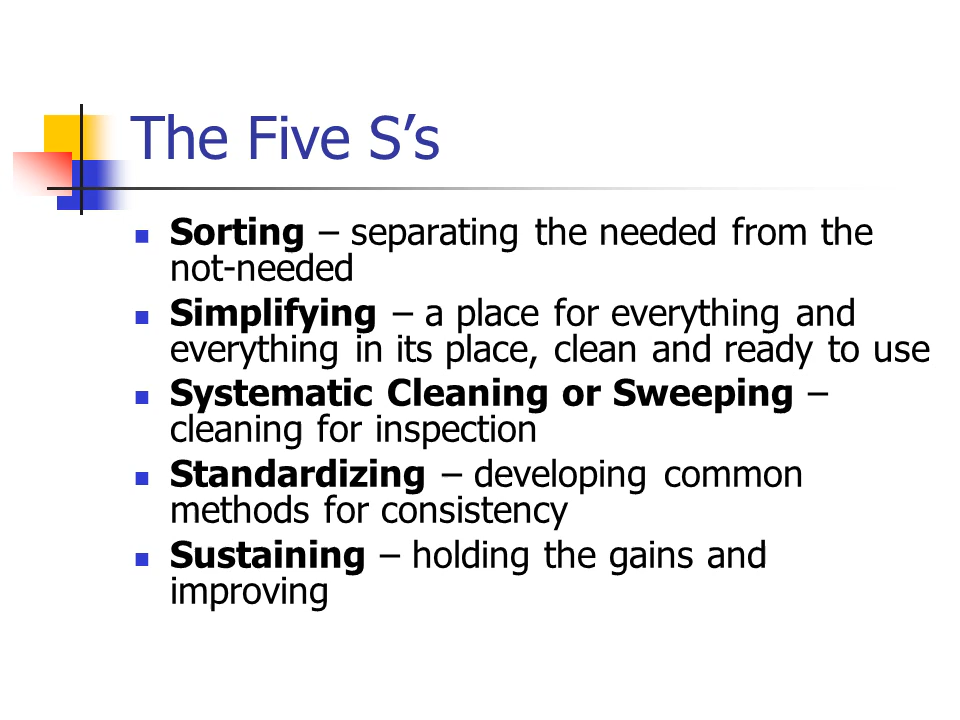 The Five S’s
Sorting – separating the needed from the
not-needed
Simplifying – a place for everything and
everything in its place, clean and ready to use
Systematic Cleaning or Sweeping –
cleaning for inspection
Standardizing – developing common
methods for consistency
Sustaining – holding the gains and
improving